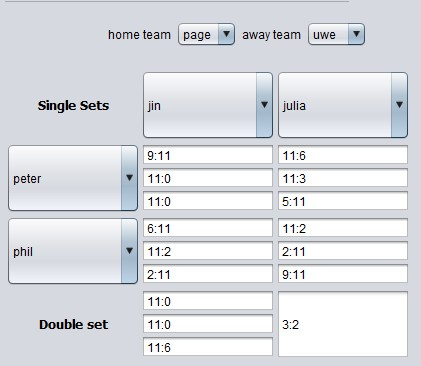 home team page away team uwe
Single Sets jin julia
peter
9:11 11:6
11:0 11:3
11:0 5:11
phil
6:11 11:2
11:2 2:11
2:11 9:11
Double set
11:0
11:0
11:6
3:2